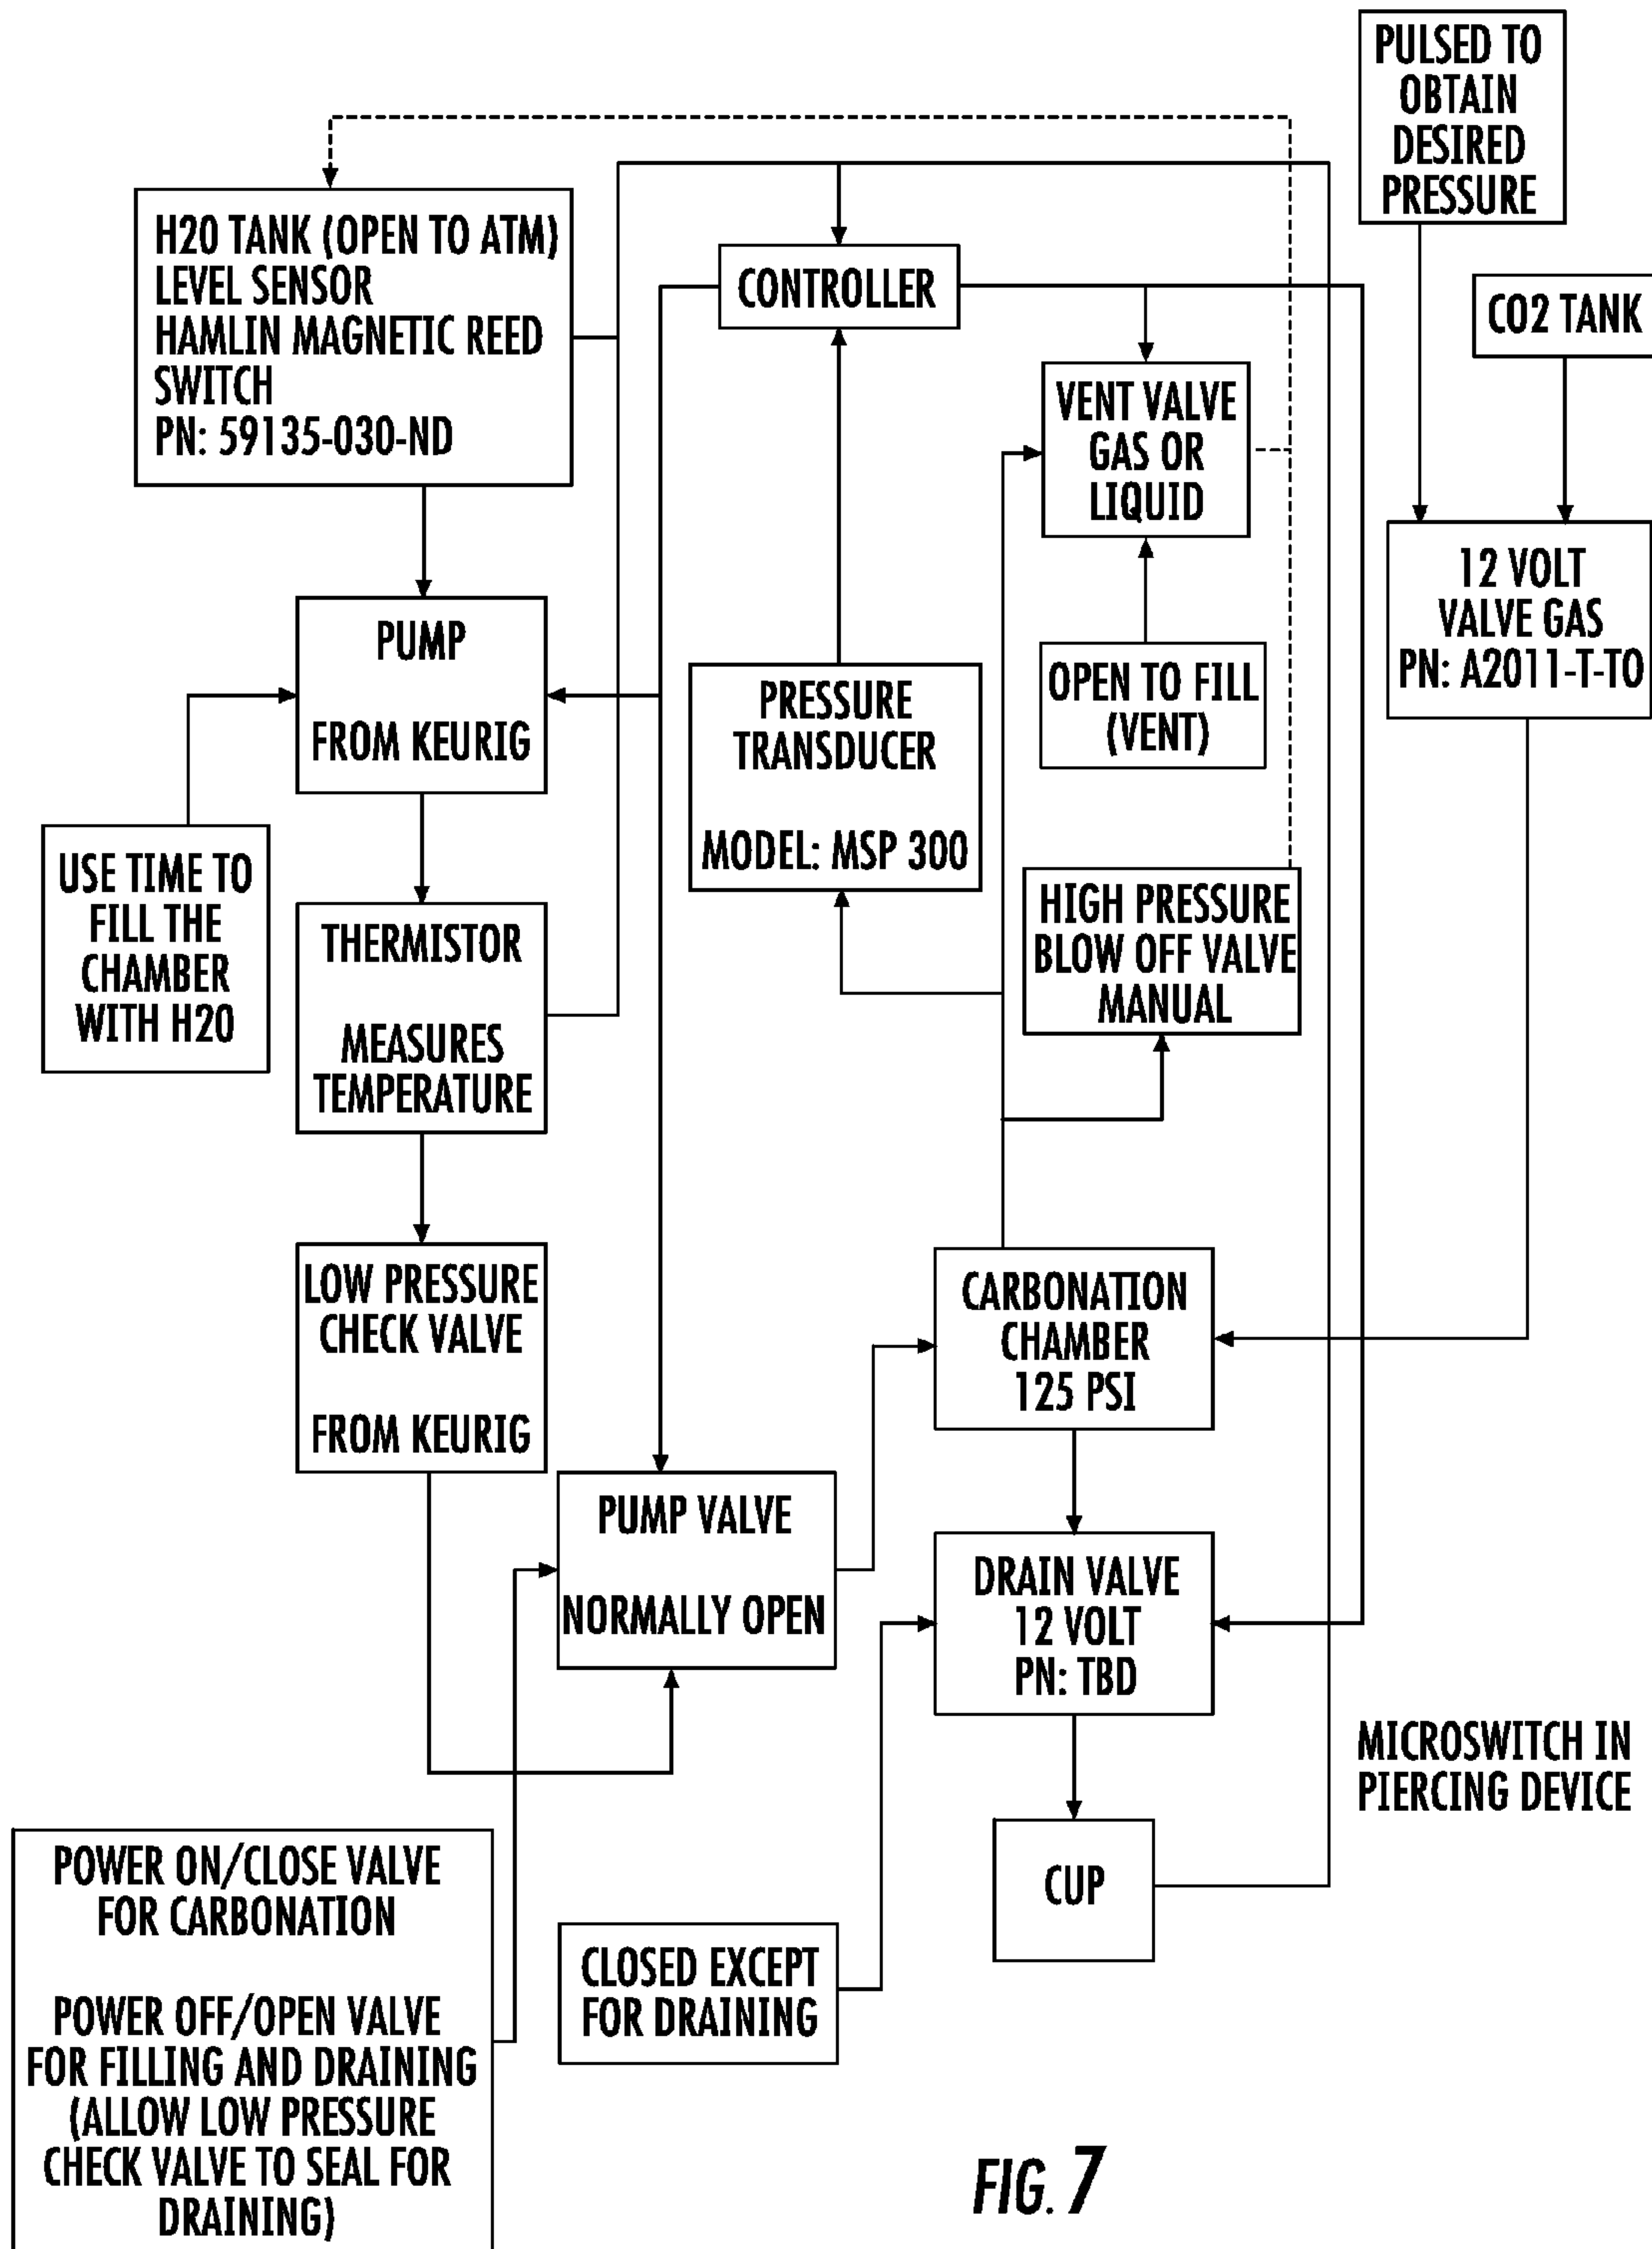 PULSED TO
OBTAIN
DESIRED
PRESSURE
H20 TANK (OPEN TO ATM)
LEVEL SENSOR
HAMLIN MAGNETIC REED
SWITCH
PN: 59135-030-ND
CONTROLLER
CO2 TANK
VENT VALVE
GAS OR
LIQUID
12 VOLT
VALVE GAS
PN: A2011-T-TO
PUMP
FROM KEURIG
OPEN TO FILL
(VENT)
PRESSURE
TRANSDUCER
MODEL: MSP 300
USE TIME TO
FILL THE
CHAMBER
WITH H20
THERMISTOR
MEASURES
TEMPERATURE
HIGH PRESSURE
BLOW OFF VALVE
MANUAL
LOW PRESSURE
CHECK VALVE
FROM KEURIG
CARBONATION
CHAMBER
125 PSI
PUMP VALVE
NORMALLY OPEN
DRAIN VALVE
12 VOLT
PN: TBD
MICROSWITCH IN
PIERCING DEVICE
CUP
POWER ON/CLOSE VALVE
FOR CARBONATION
POWER OFF/OPEN VALVE
FOR FILLING AND DRAINING
(ALLOW LOW PRESSURE
CHECK VALVE TO SEAL FOR
DRAINING)
CLOSED EXCEPT
FOR DRAINING
FIG. 7